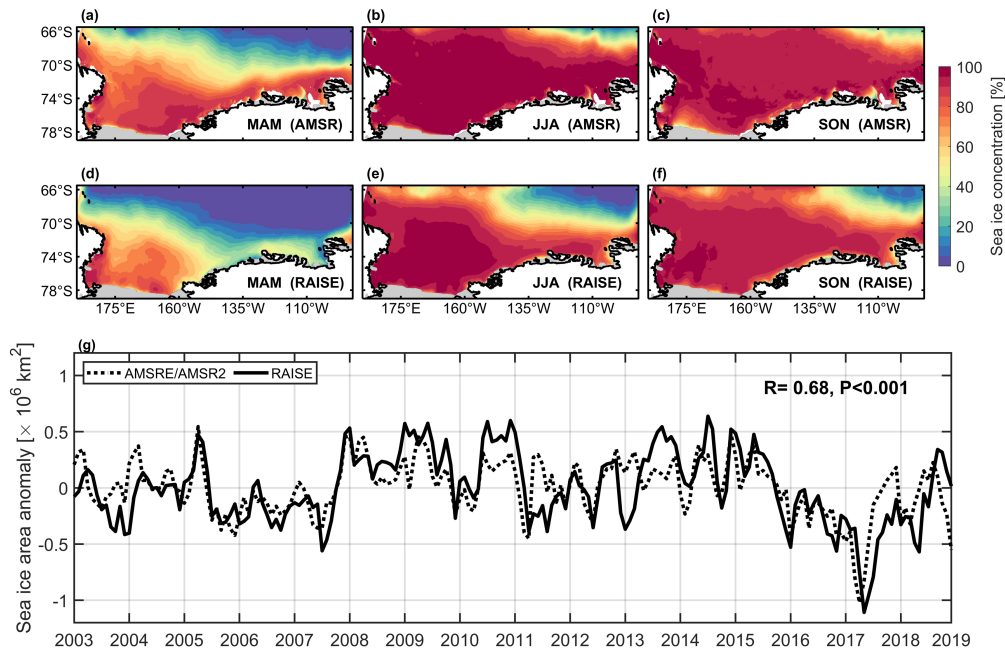 (a) (b) (c)
66°S
70°S
74°S
78°S
MAM (AMSR) JJA (AMSR) SON (AMSR)
(d) (e) (f)
66°S
70°S
74°S
78°S
MAM (RAISE) JJA (RAISE) SON (RAISE)
175°E 160°W 135°W 110°W 175°E 160°W 135°W 110°W 175°E 160°W 135°W 110°W
100
80
60
40
20
0
Sea ice concentration [%]
(g)
AMSRE/AMSR2 RAISE
R= 0.68, P<0.001
Sea ice area anomaly [× 10⁶ km²]
1
0.5
0
-0.5
-1
2003 2004 2005 2006 2007 2008 2009 2010 2011 2012 2013 2014 2015 2016 2017 2018 2019